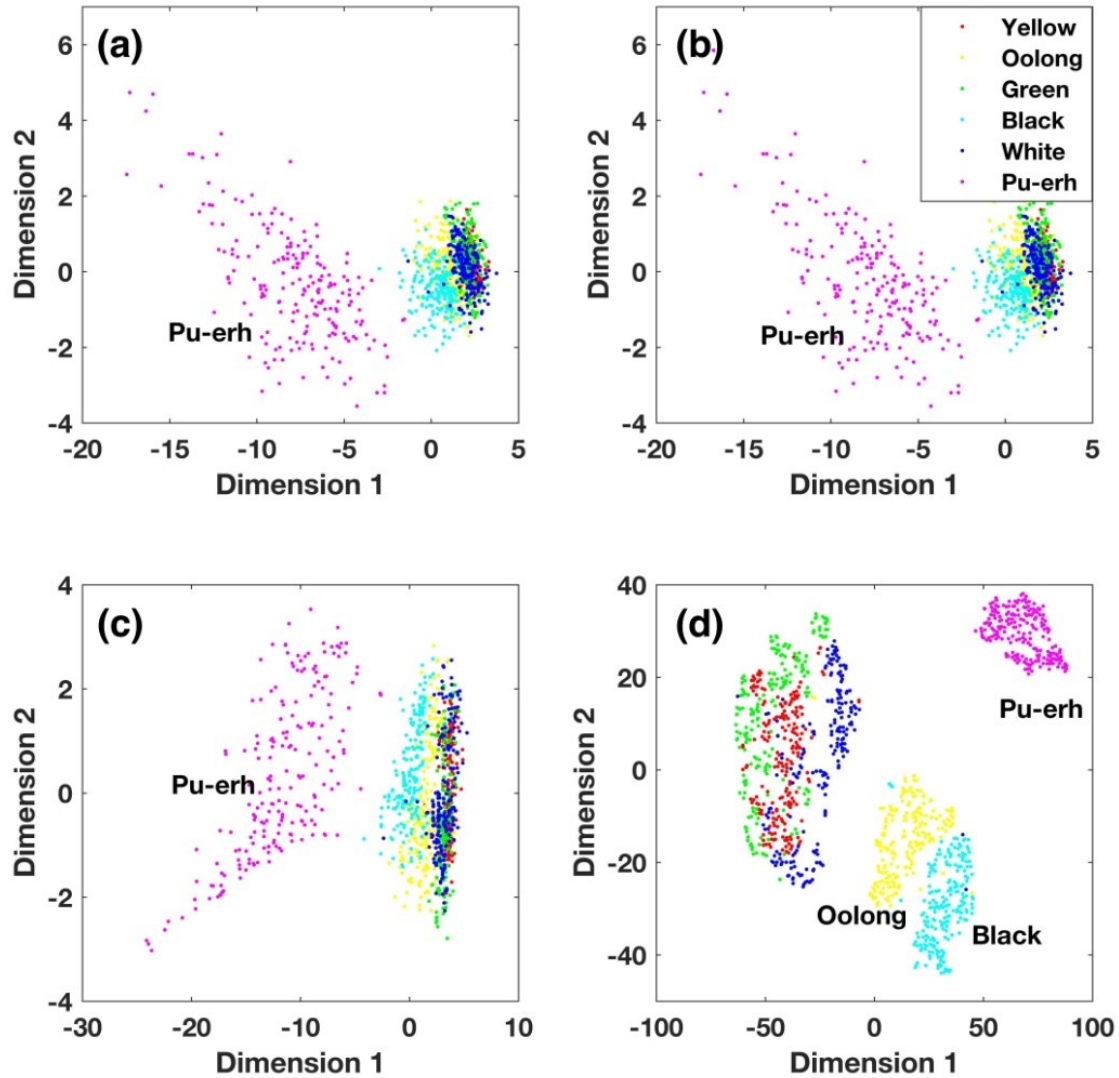 (a)
6
4
2
0
-2
-4
Dimension 2
Pu-erh
-20 -15 -10 -5 0 5
Dimension 1
(b)
Yellow
Oolong
Green
Black
White
Pu-erh
6
4
2
0
-2
-4
Dimension 2
Pu-erh
-20 -15 -10 -5 0 5
Dimension 1
(c)
4
2
0
-2
-4
Dimension 2
Pu-erh
-30 -20 -10 0 10
Dimension 1
(d)
40
20
0
-20
-40
Dimension 2
Pu-erh
Oolong
Black
-100 -50 0 50 100
Dimension 1